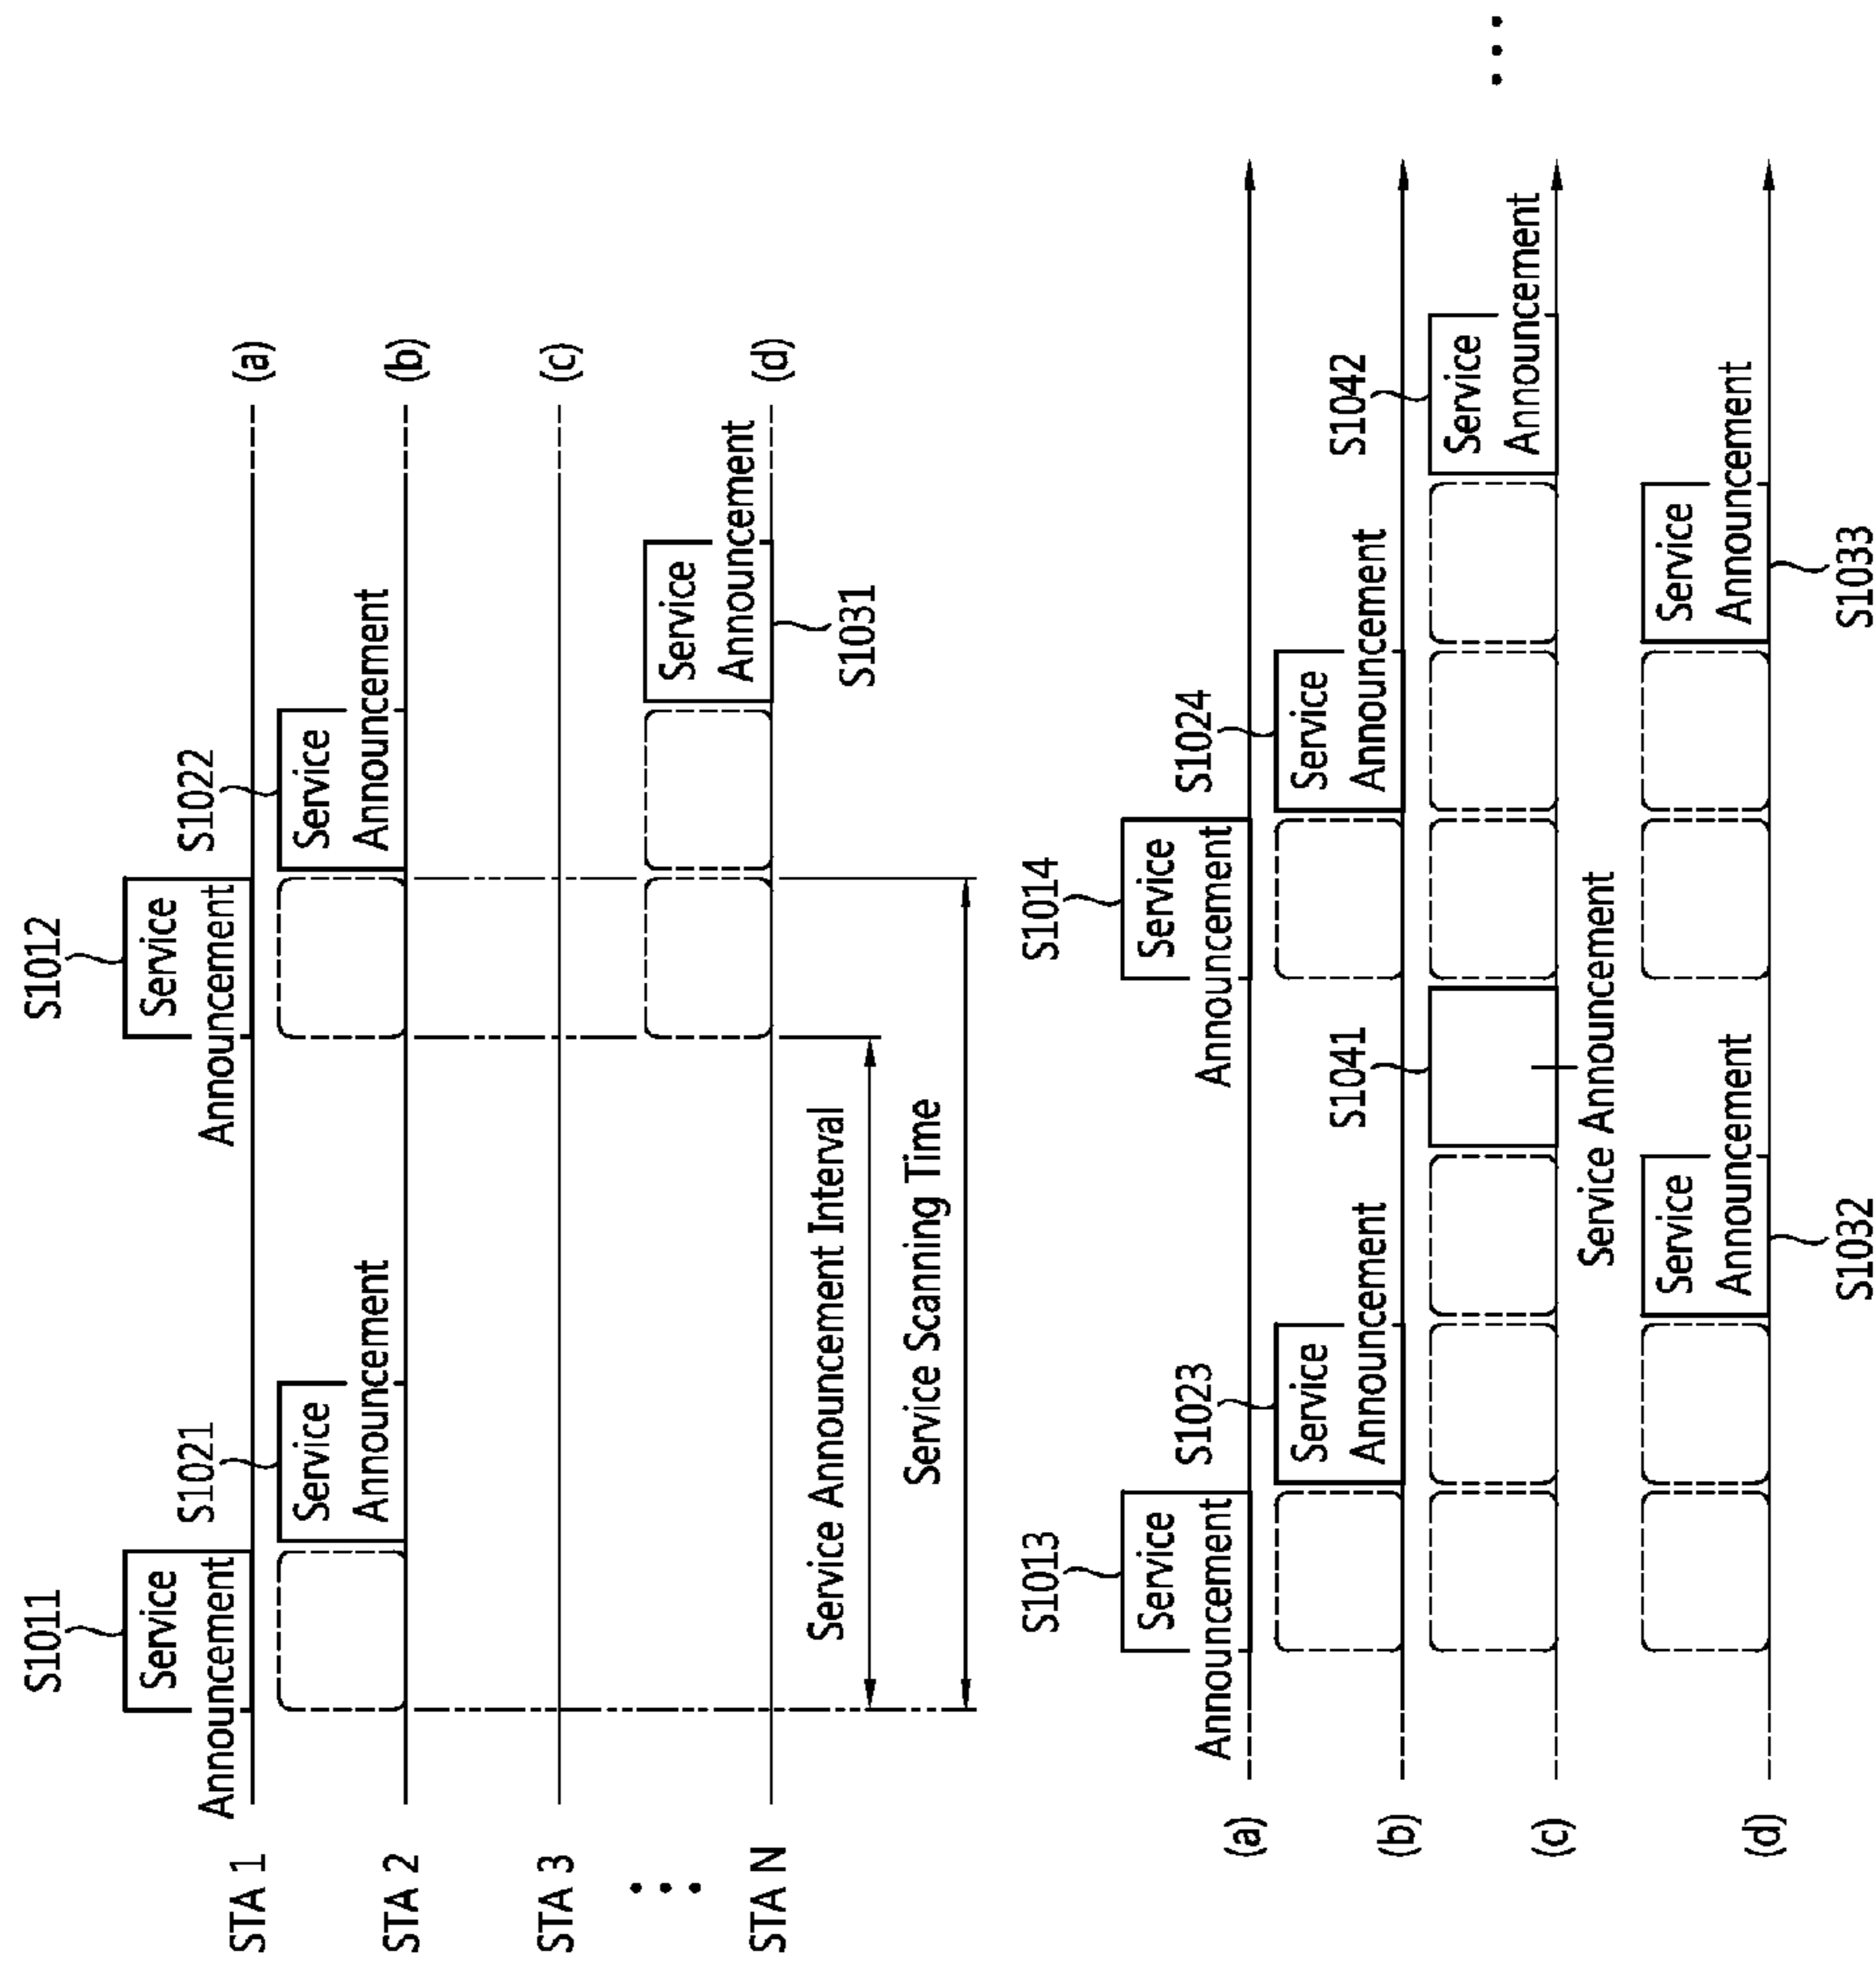 S1011
Service
Announcement
S1012
Service
Announcement
STA 1
(a)
S1021
Service
Announcement
S1022
Service
Announcement
STA 2
(b)
STA 3
(c)
Service
Announcement
S1031
STA N
(d)
Service Announcement Interval
Service Scanning Time
S1013
Service
Announcement
S1014
Service
Announcement
(a)
S1023
Service
Announcement
S1024
Service
Announcement
(b)
S1041
Service Announcement
S1042
Service
Announcement
(c)
Service
Announcement
S1032
Service
Announcement
S1033
(d)